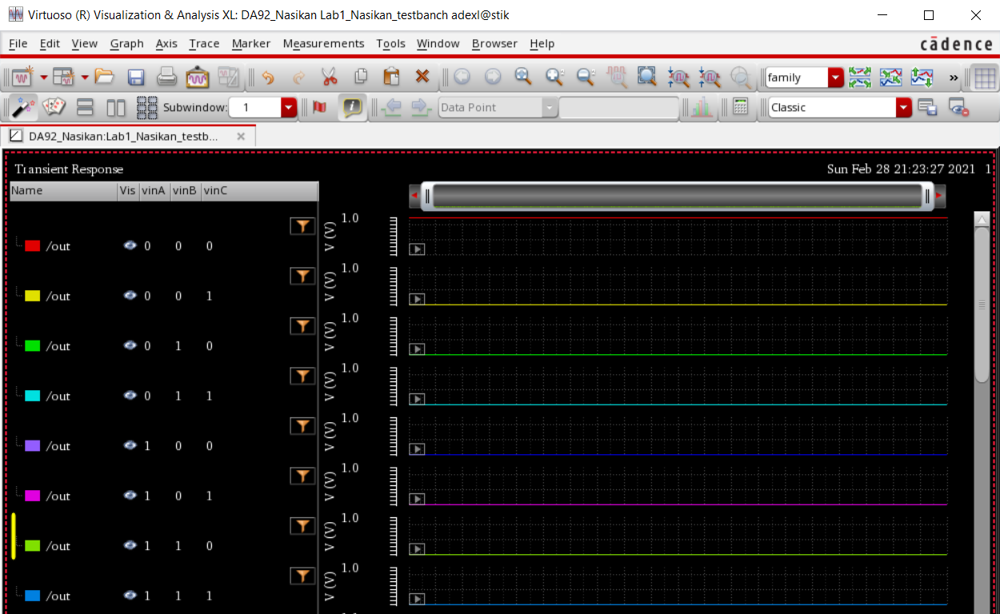 Virtuoso (R) Visualization & Analysis XL: DA92_Nasikan Lab1_Nasikan_testbanch adexl@stik
File Edit View Graph Axis Trace Marker Measurements Tools Window Browser Help cādence
family »
Subwindow: 1 Data Point Classic
DA92_Nasikan:Lab1_Nasikan_testb...
Transient Response Sun Feb 28 21:23:27 2021 1
Name Vis vinA vinB vinC
V (V) 1.0
/out 0 0 0
V (V) 1.0
/out 0 0 1
V (V) 1.0
/out 0 1 0
V (V) 1.0
/out 0 1 1
V (V) 1.0
/out 1 0 0
V (V) 1.0
/out 1 0 1
V (V) 1.0
/out 1 1 0
V (V) 1.0
/out 1 1 1